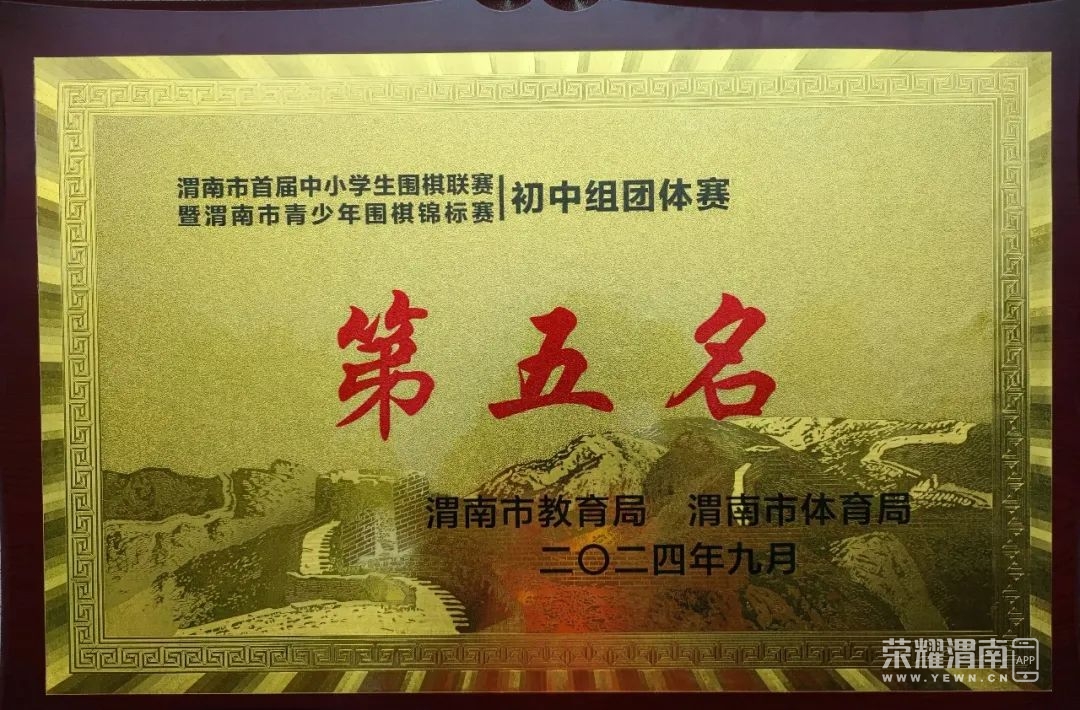 渭南市首届中小学生围棋联赛
暨渭南市青少年围棋锦标赛
初中组团体赛
第五名
渭南市教育局 渭南市体育局
二〇二四年九月
荣耀渭南 APP
WWW.YEWN.CN